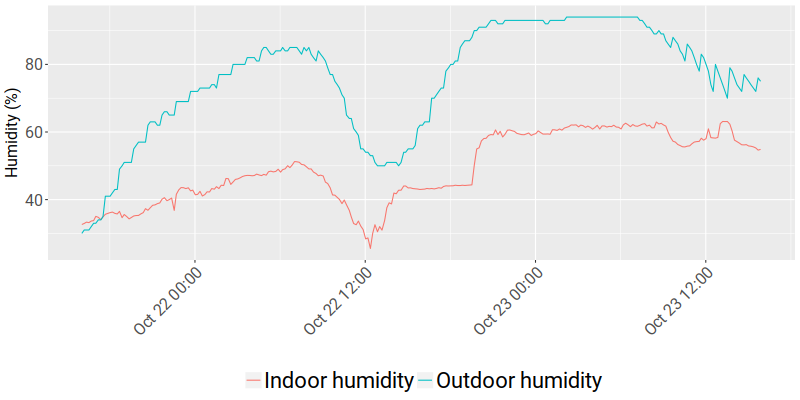 Humidity (%)
80
60
40
Oct 22 00:00
Oct 22 12:00
Oct 23 00:00
Oct 23 12:00
Indoor humidity
Outdoor humidity